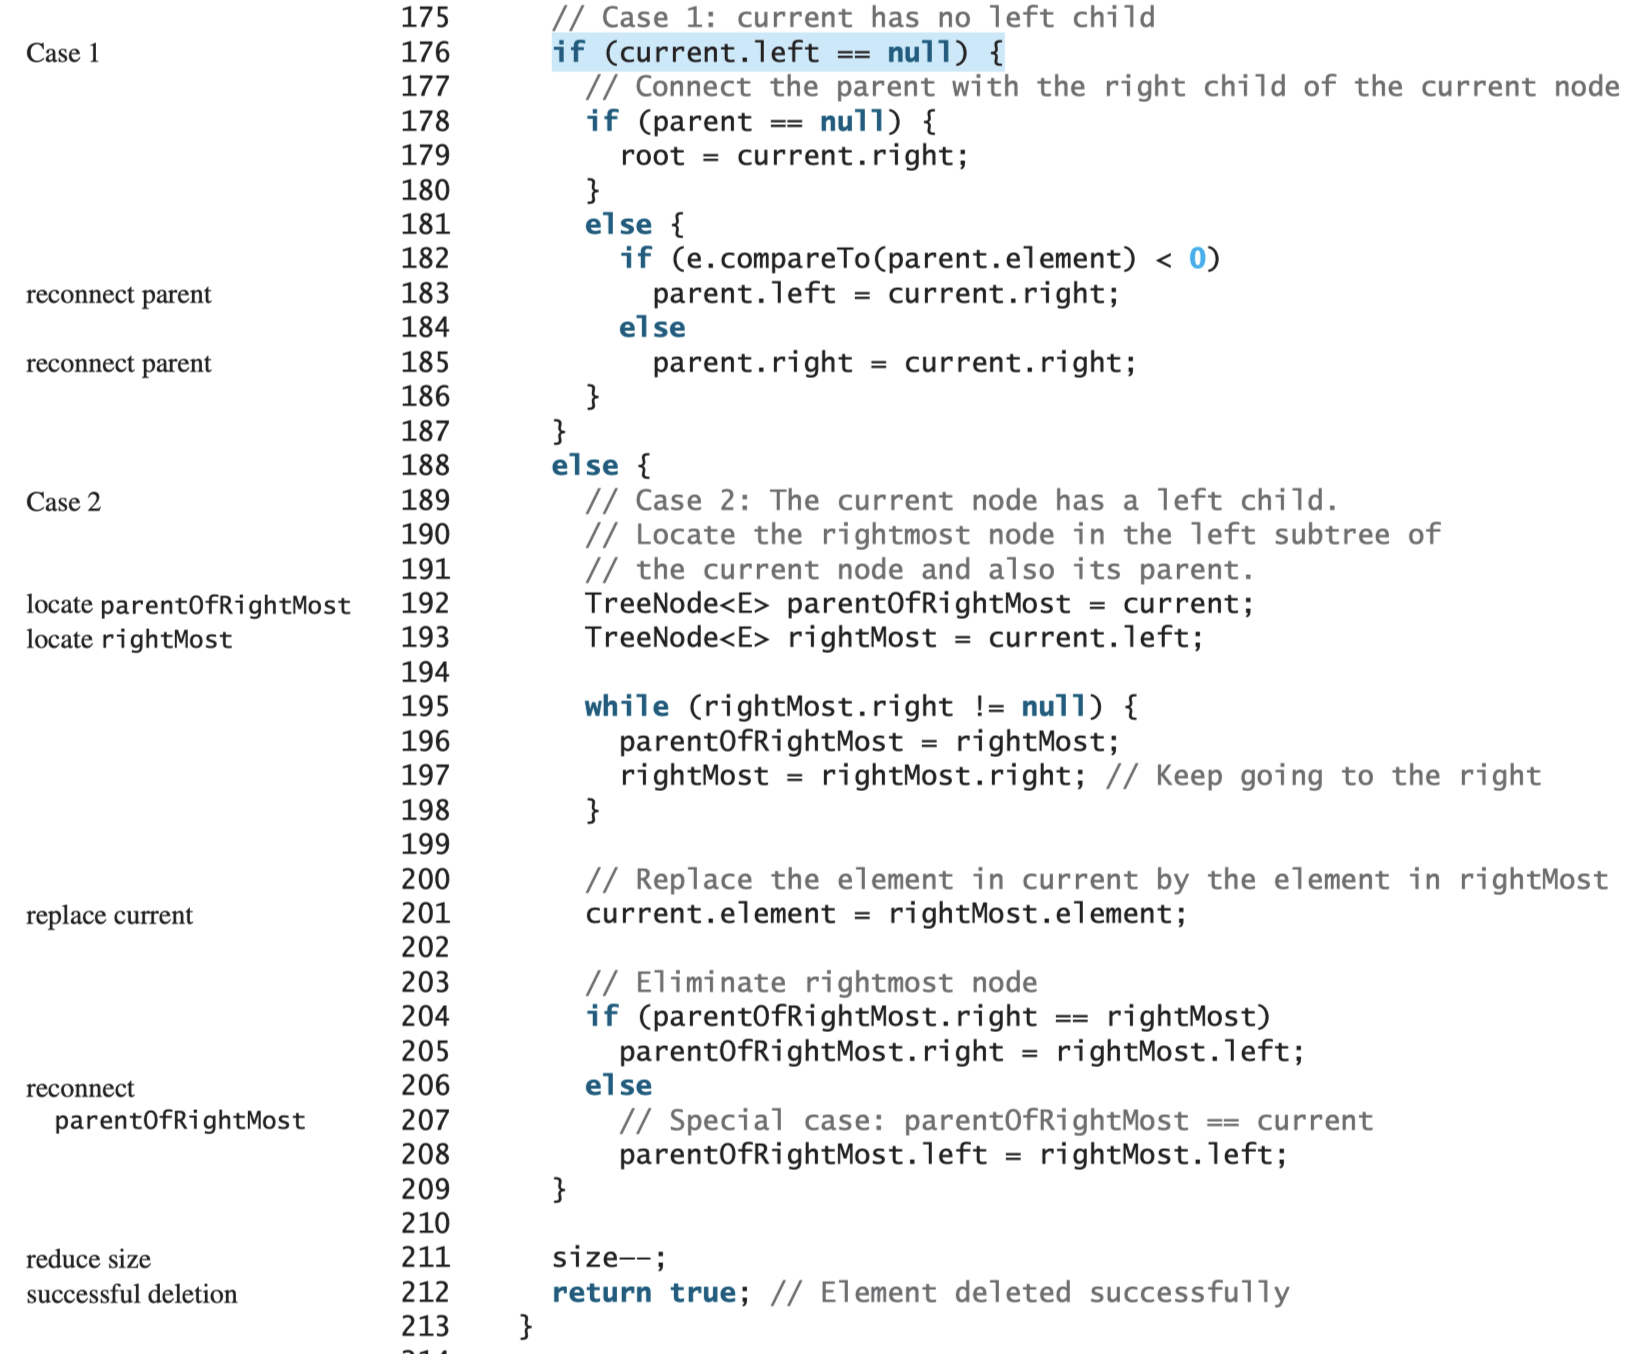 175 // Case 1: current has no left child
Case 1 176 if (current.left == null) {
177 // Connect the parent with the right child of the current node
178 if (parent == null) {
179 root = current.right;
180 }
181 else {
182 if (e.compareTo(parent.element) < 0)
reconnect parent 183 parent.left = current.right;
184 else
reconnect parent 185 parent.right = current.right;
186 }
187 }
188 else {
Case 2 189 // Case 2: The current node has a left child.
190 // Locate the rightmost node in the left subtree of
191 // the current node and also its parent.
locate parentOfRightMost 192 TreeNode<E> parentOfRightMost = current;
locate rightMost 193 TreeNode<E> rightMost = current.left;
194
195 while (rightMost.right != null) {
196 parentOfRightMost = rightMost;
197 rightMost = rightMost.right; // Keep going to the right
198 }
199
200 // Replace the element in current by the element in rightMost
replace current 201 current.element = rightMost.element;
202
203 // Eliminate rightmost node
204 if (parentOfRightMost.right == rightMost)
205 parentOfRightMost.right = rightMost.left;
reconnect 206 else
parentOfRightMost 207 // Special case: parentOfRightMost == current
208 parentOfRightMost.left = rightMost.left;
209 }
210
reduce size 211 size--;
successful deletion 212 return true; // Element deleted successfully
213 }